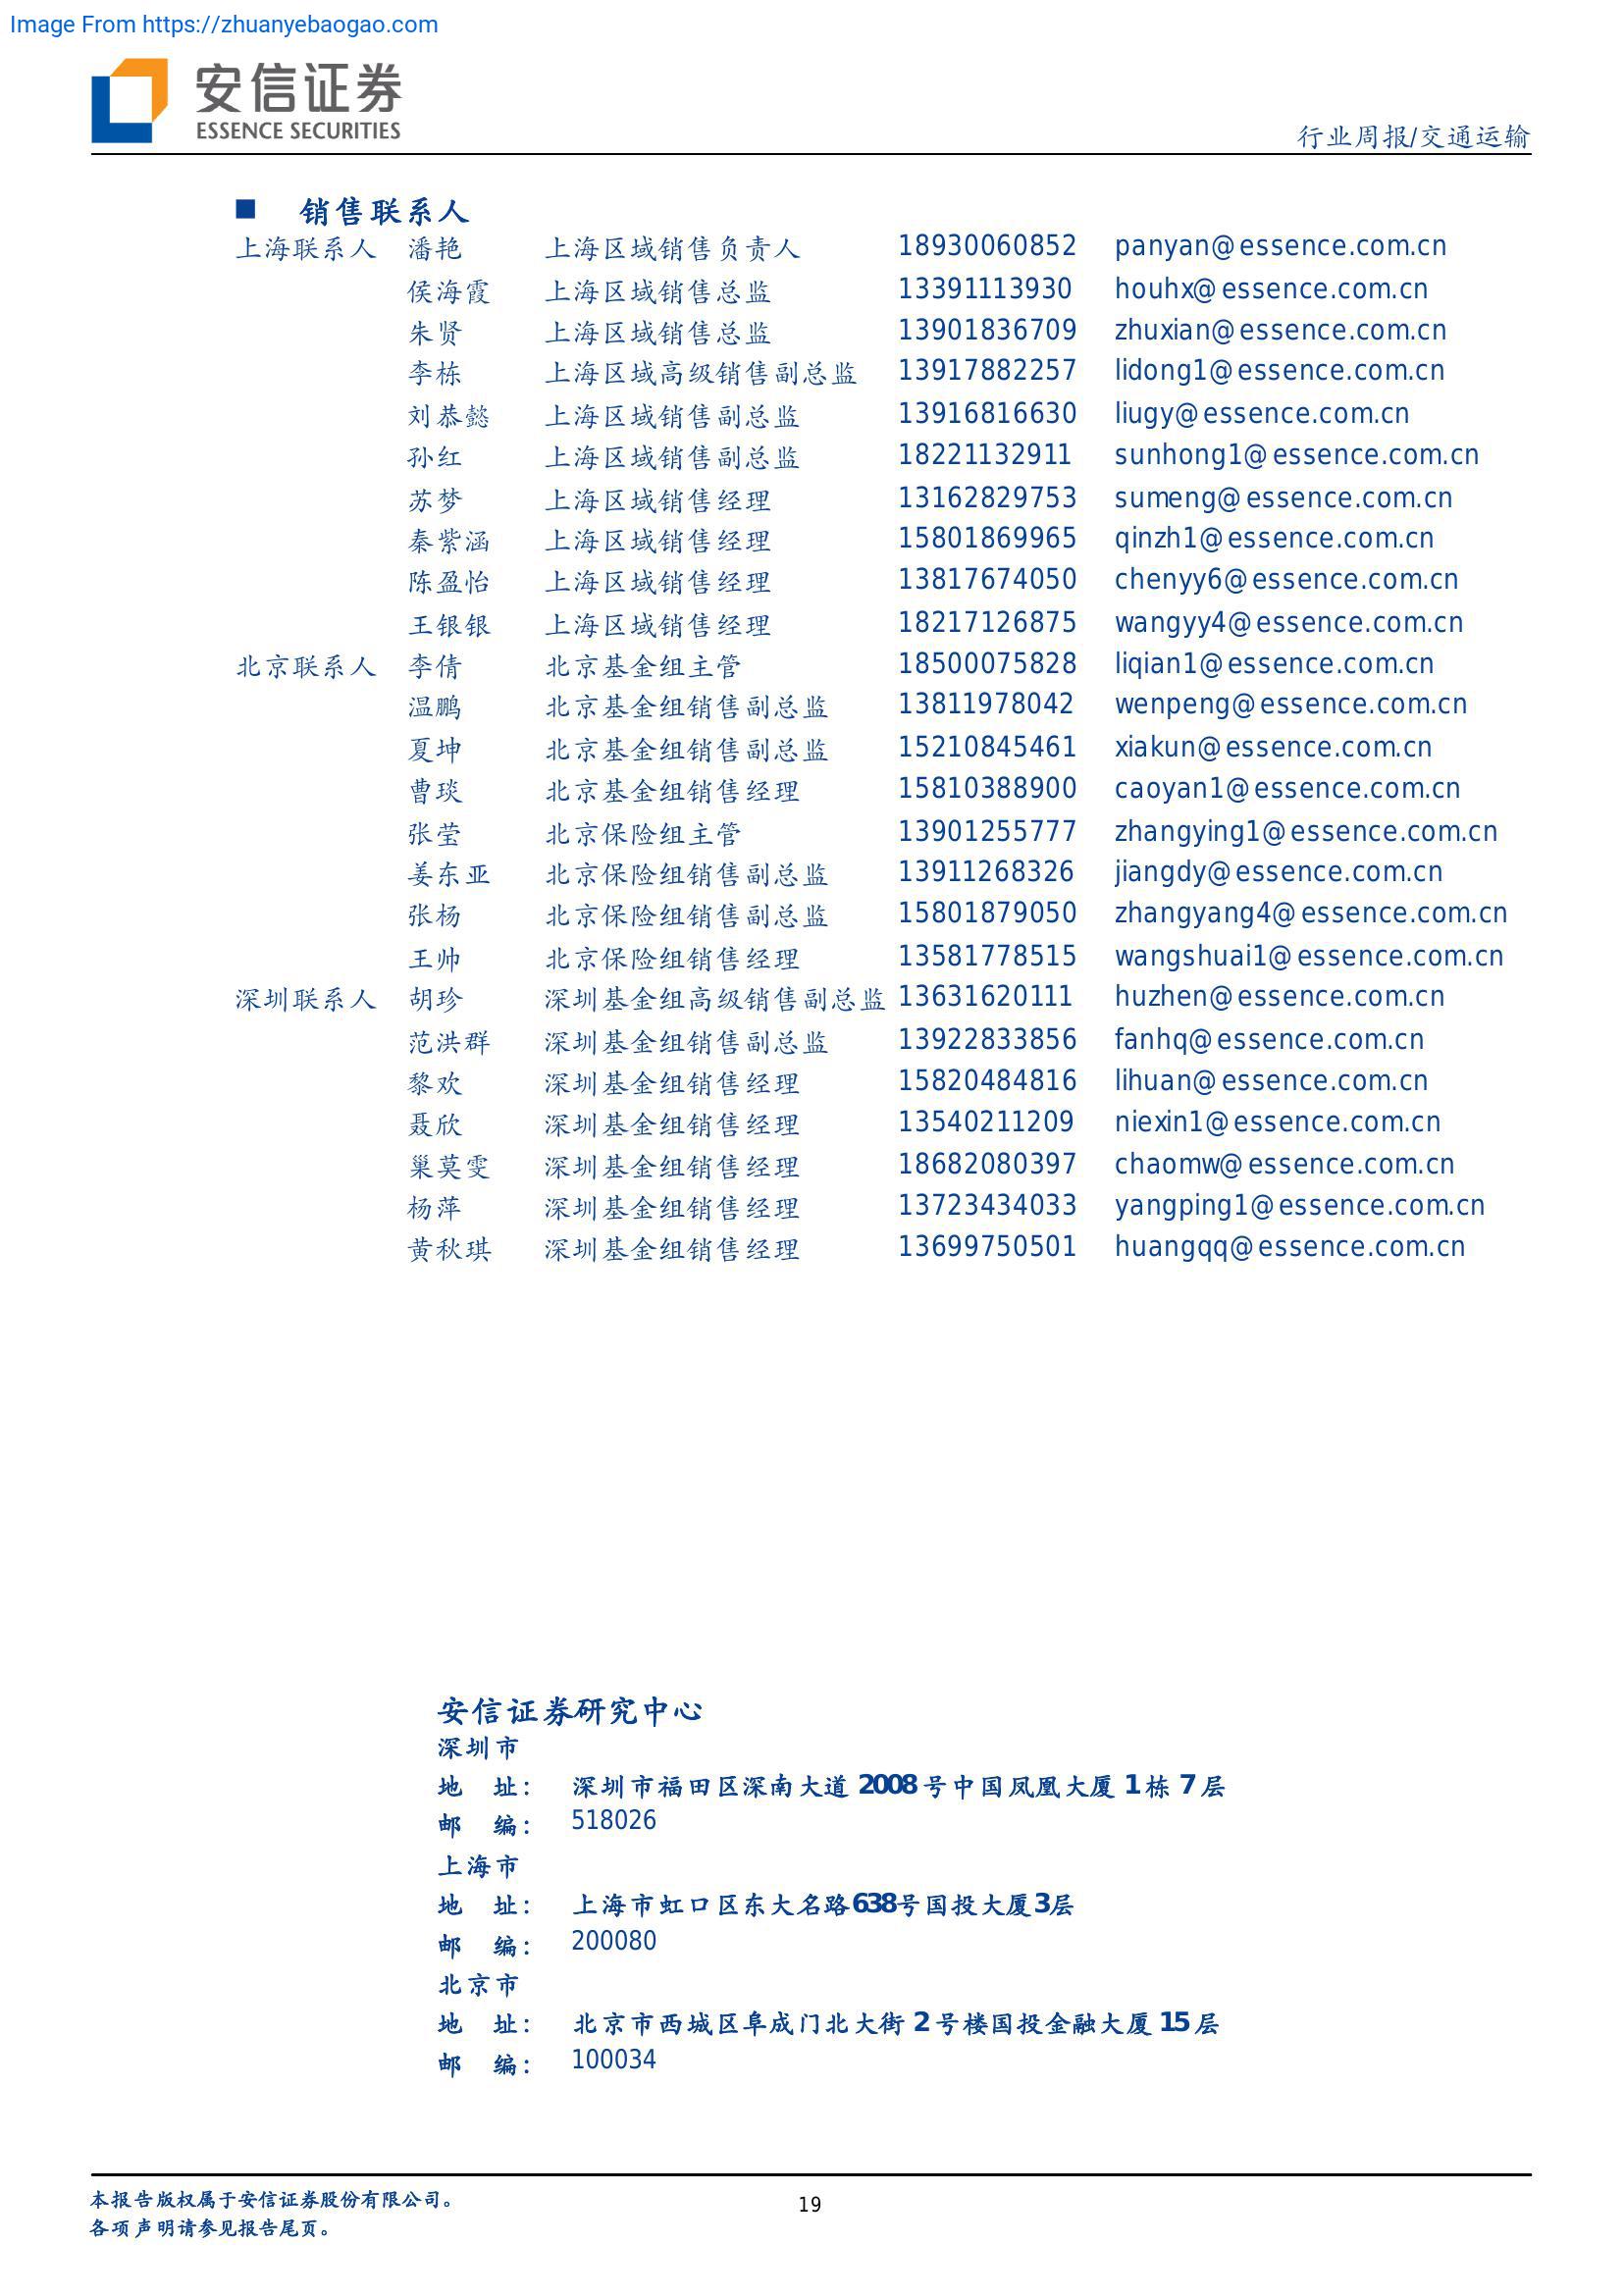 Image From https://zhuanyebaogao.com
安信证券
ESSENCE SECURITIES
行业周报/交通运输
■ 销售联系人
上海联系人 潘艳 上海区域销售负责人 18930060852 panyan@essence.com.cn
侯海霞 上海区域销售总监 13391113930 houhx@essence.com.cn
朱贤 上海区域销售总监 13901836709 zhuxian@essence.com.cn
李栋 上海区域高级销售副总监 13917882257 lidong1@essence.com.cn
刘恭懿 上海区域销售副总监 13916816630 liugy@essence.com.cn
孙红 上海区域销售副总监 18221132911 sunhong1@essence.com.cn
苏梦 上海区域销售经理 13162829753 sumeng@essence.com.cn
秦紫涵 上海区域销售经理 15801869965 qinzh1@essence.com.cn
陈盈怡 上海区域销售经理 13817674050 chenyy6@essence.com.cn
王银银 上海区域销售经理 18217126875 wangyy4@essence.com.cn
北京联系人 李倩 北京基金组主管 18500075828 liqian1@essence.com.cn
温鹏 北京基金组销售副总监 13811978042 wenpeng@essence.com.cn
夏坤 北京基金组销售副总监 15210845461 xiakun@essence.com.cn
曹琰 北京基金组销售经理 15810388900 caoyan1@essence.com.cn
张莹 北京保险组主管 13901255777 zhangying1@essence.com.cn
姜东亚 北京保险组销售副总监 13911268326 jiangdy@essence.com.cn
张杨 北京保险组销售副总监 15801879050 zhangyang4@essence.com.cn
王帅 北京保险组销售经理 13581778515 wangshuai1@essence.com.cn
深圳联系人 胡珍 深圳基金组高级销售副总监 13631620111 huzhen@essence.com.cn
范洪群 深圳基金组销售副总监 13922833856 fanhq@essence.com.cn
黎欢 深圳基金组销售经理 15820484816 lihuan@essence.com.cn
聂欣 深圳基金组销售经理 13540211209 niexin1@essence.com.cn
巢莫雯 深圳基金组销售经理 18682080397 chaomw@essence.com.cn
杨萍 深圳基金组销售经理 13723434033 yangping1@essence.com.cn
黄秋琪 深圳基金组销售经理 13699750501 huangqq@essence.com.cn
安信证券研究中心
深圳市
地 址： 深圳市福田区深南大道 2008 号中国凤凰大厦 1 栋 7 层
邮 编： 518026
上海市
地 址： 上海市虹口区东大名路638号国投大厦3层
邮 编： 200080
北京市
地 址： 北京市西城区阜成门北大街 2 号楼国投金融大厦 15 层
邮 编： 100034
本报告版权属于安信证券股份有限公司。
各项声明请参见报告尾页。
19